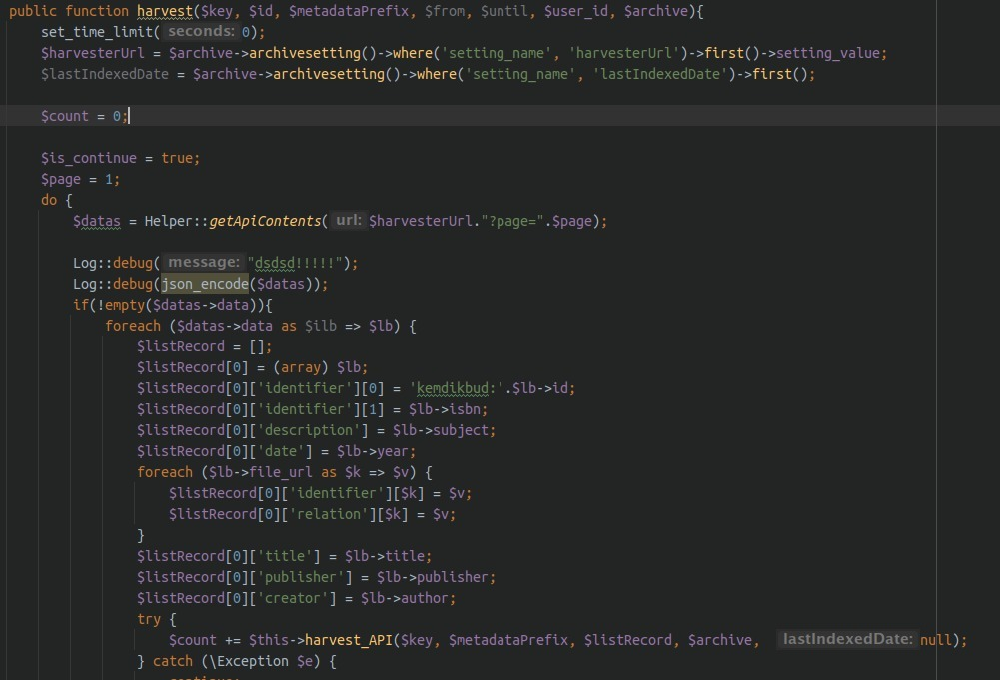 public function harvest($key, $id, $metadataPrefix, $from, $until, $user_id, $archive){
set_time_limit( seconds: 0);
$harvesterUrl = $archive->archivesetting()->where('setting_name', 'harvesterUrl')->first()->setting_value;
$lastIndexedDate = $archive->archivesetting()->where('setting_name', 'lastIndexedDate')->first();
$count = 0;
$is_continue = true;
$page = 1;
do {
$datas = Helper::getApiContents( url: $harvesterUrl."?page=".$page);
Log::debug( message: "dsdsd!!!!!");
Log::debug(json_encode($datas));
if(!empty($datas->data)){
foreach ($datas->data as $ilb => $lb) {
$listRecord = [];
$listRecord[0] = (array) $lb;
$listRecord[0]['identifier'][0] = 'kemdikbud:'.$lb->id;
$listRecord[0]['identifier'][1] = $lb->isbn;
$listRecord[0]['description'] = $lb->subject;
$listRecord[0]['date'] = $lb->year;
foreach ($lb->file_url as $k => $v) {
$listRecord[0]['identifier'][$k] = $v;
$listRecord[0]['relation'][$k] = $v;
}
$listRecord[0]['title'] = $lb->title;
$listRecord[0]['publisher'] = $lb->publisher;
$listRecord[0]['creator'] = $lb->author;
try {
$count += $this->harvest_API($key, $metadataPrefix, $listRecord, $archive, lastIndexedDate: null);
} catch (\Exception $e) {